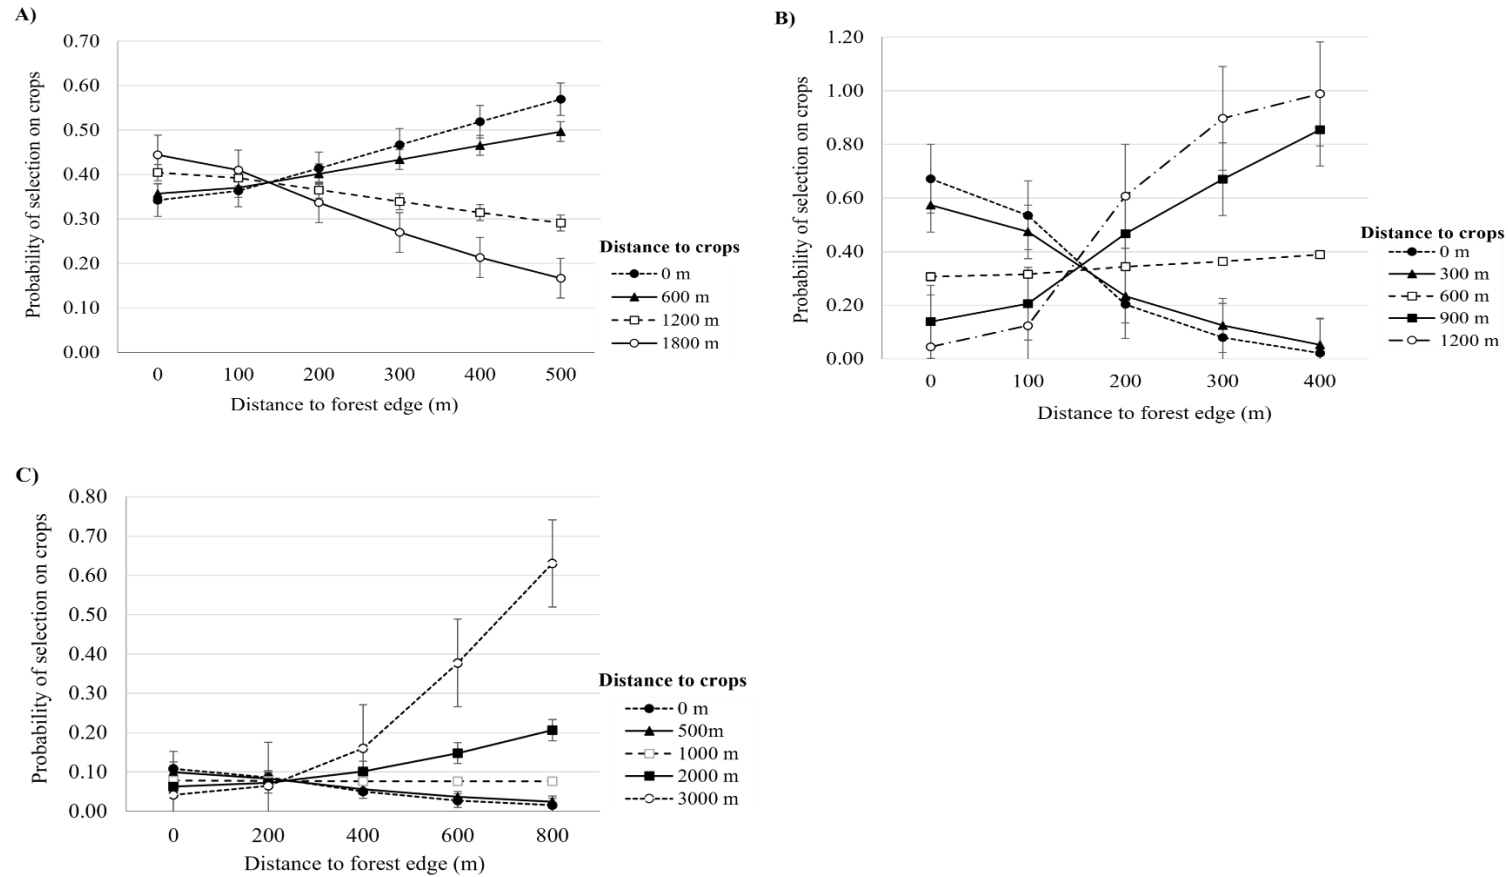 A)
Probability of selection on crops
0.70
0.60
0.50
0.40
0.30
0.20
0.10
0.00
0 100 200 300 400 500
Distance to forest edge (m)
Distance to crops
0 m
600 m
1200 m
1800 m
B)
Probability of selection on crops
1.20
1.00
0.80
0.60
0.40
0.20
0.00
0 100 200 300 400
Distance to forest edge (m)
Distance to crops
0 m
300 m
600 m
900 m
1200 m
C)
Probability of selection on crops
0.80
0.70
0.60
0.50
0.40
0.30
0.20
0.10
0.00
0 200 400 600 800
Distance to forest edge (m)
Distance to crops
0 m
500m
1000 m
2000 m
3000 m